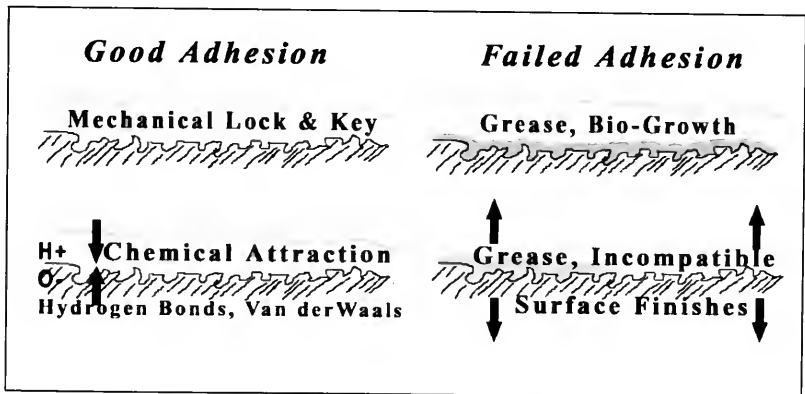 Good Adhesion
Mechanical Lock & Key
H+ Chemical Attraction
O-
Hydrogen Bonds, Van derWaals
Failed Adhesion
Grease, Bio-Growth
Grease, Incompatible
Surface Finishes